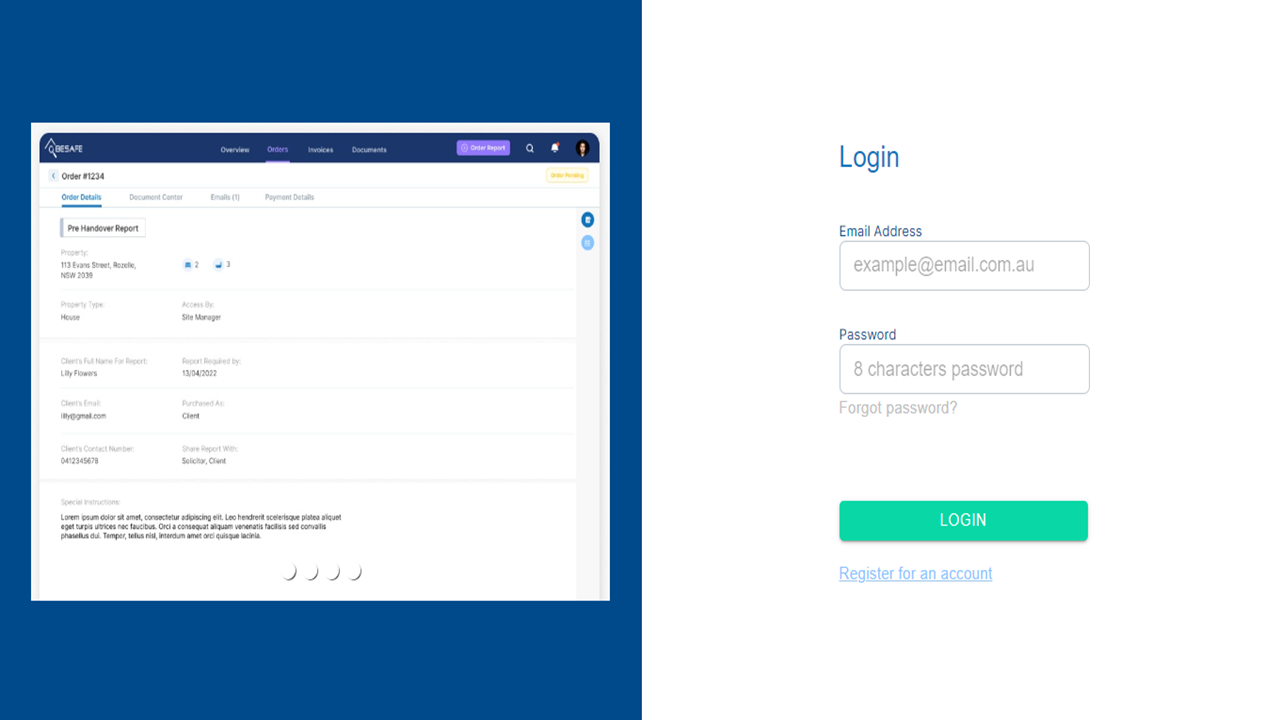 BESAFE
Overview Orders Invoices Documents Order Report
Order #1234 Order Pending
Order Details Document Center Emails (1) Payment Details
Pre Handover Report
Property:
113 Evans Street, Rozelle, 2 3
NSW 2039
Property Type: Access By:
House Site Manager
Client's Full Name For Report: Report Required by:
Lilly Flowers 13/04/2022
Client's Email: Purchased As:
lilly@gmail.com Client
Client's Contact Number: Share Report With:
0412345678 Solicitor, Client
Special Instructions:
Lorem ipsum dolor sit amet, consectetur adipiscing elit. Leo hendrerit scelerisque platea aliquet
eget turpis ultrices nec faucibus. Orci a consequat aliquam venenatis facilisis sed convallis
phasellus dui. Tempor, tellus nisl, interdum amet orci quisque lacinia.
Login
Email Address
example@email.com.au
Password
8 characters password
Forgot password?
LOGIN
Register for an account